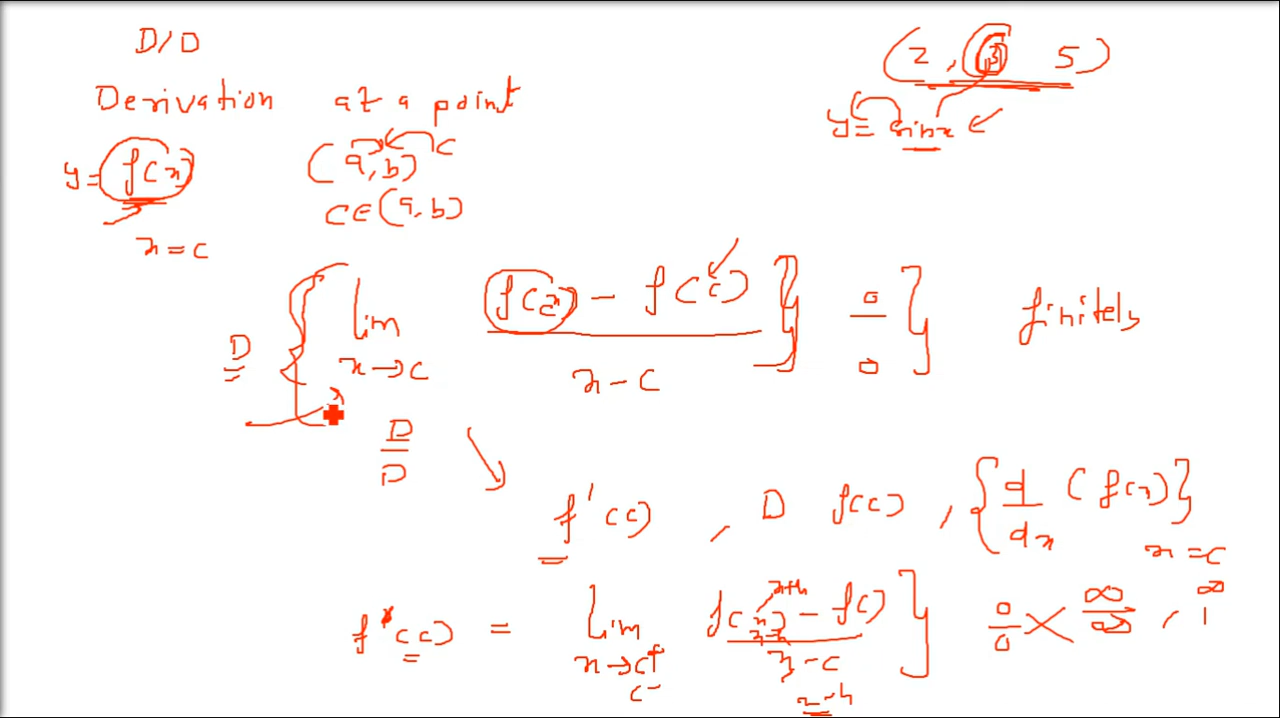 D/D
(2, 3 5)
Derivation at a point
y = sinx
y = f(x) (a, b) c
c∈(a, b)
x = c
D { lim x→c f(x) - f(c) / x - c } 0/0 } finitely
D
D
f'(c), D f(c), { d/dx (f(x)) } x = c
f'(c) = lim x→c+ f(x) - f(c) / x - c } 0/0 × ∞/∞, 1^∞
c-
x+h
x-h